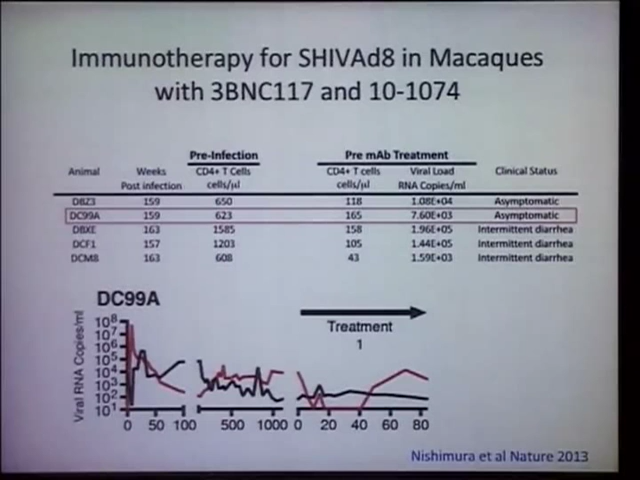 Immunotherapy for SHIVAd8 in Macaques
with 3BNC117 and 10-1074
Pre-Infection Pre mAb Treatment
Animal Weeks CD4+ T Cells CD4+ T cells Viral Load Clinical Status
Post infection cells/μl cells/μl RNA Copies/ml
DBZ3 159 650 118 1.08E+04 Asymptomatic
DC99A 159 623 165 7.60E+03 Asymptomatic
DBXE 163 1585 158 1.96E+05 Intermittent diarrhea
DCF1 157 1203 105 1.44E+05 Intermittent diarrhea
DCM8 163 608 43 1.59E+03 Intermittent diarrhea
DC99A
Treatment
1
Viral RNA Copies/ml
10⁸
10⁷
10⁶
10⁵
10⁴
10³
10²
10¹
0 50 100 500 1000 0 20 40 60 80
Nishimura et al Nature 2013